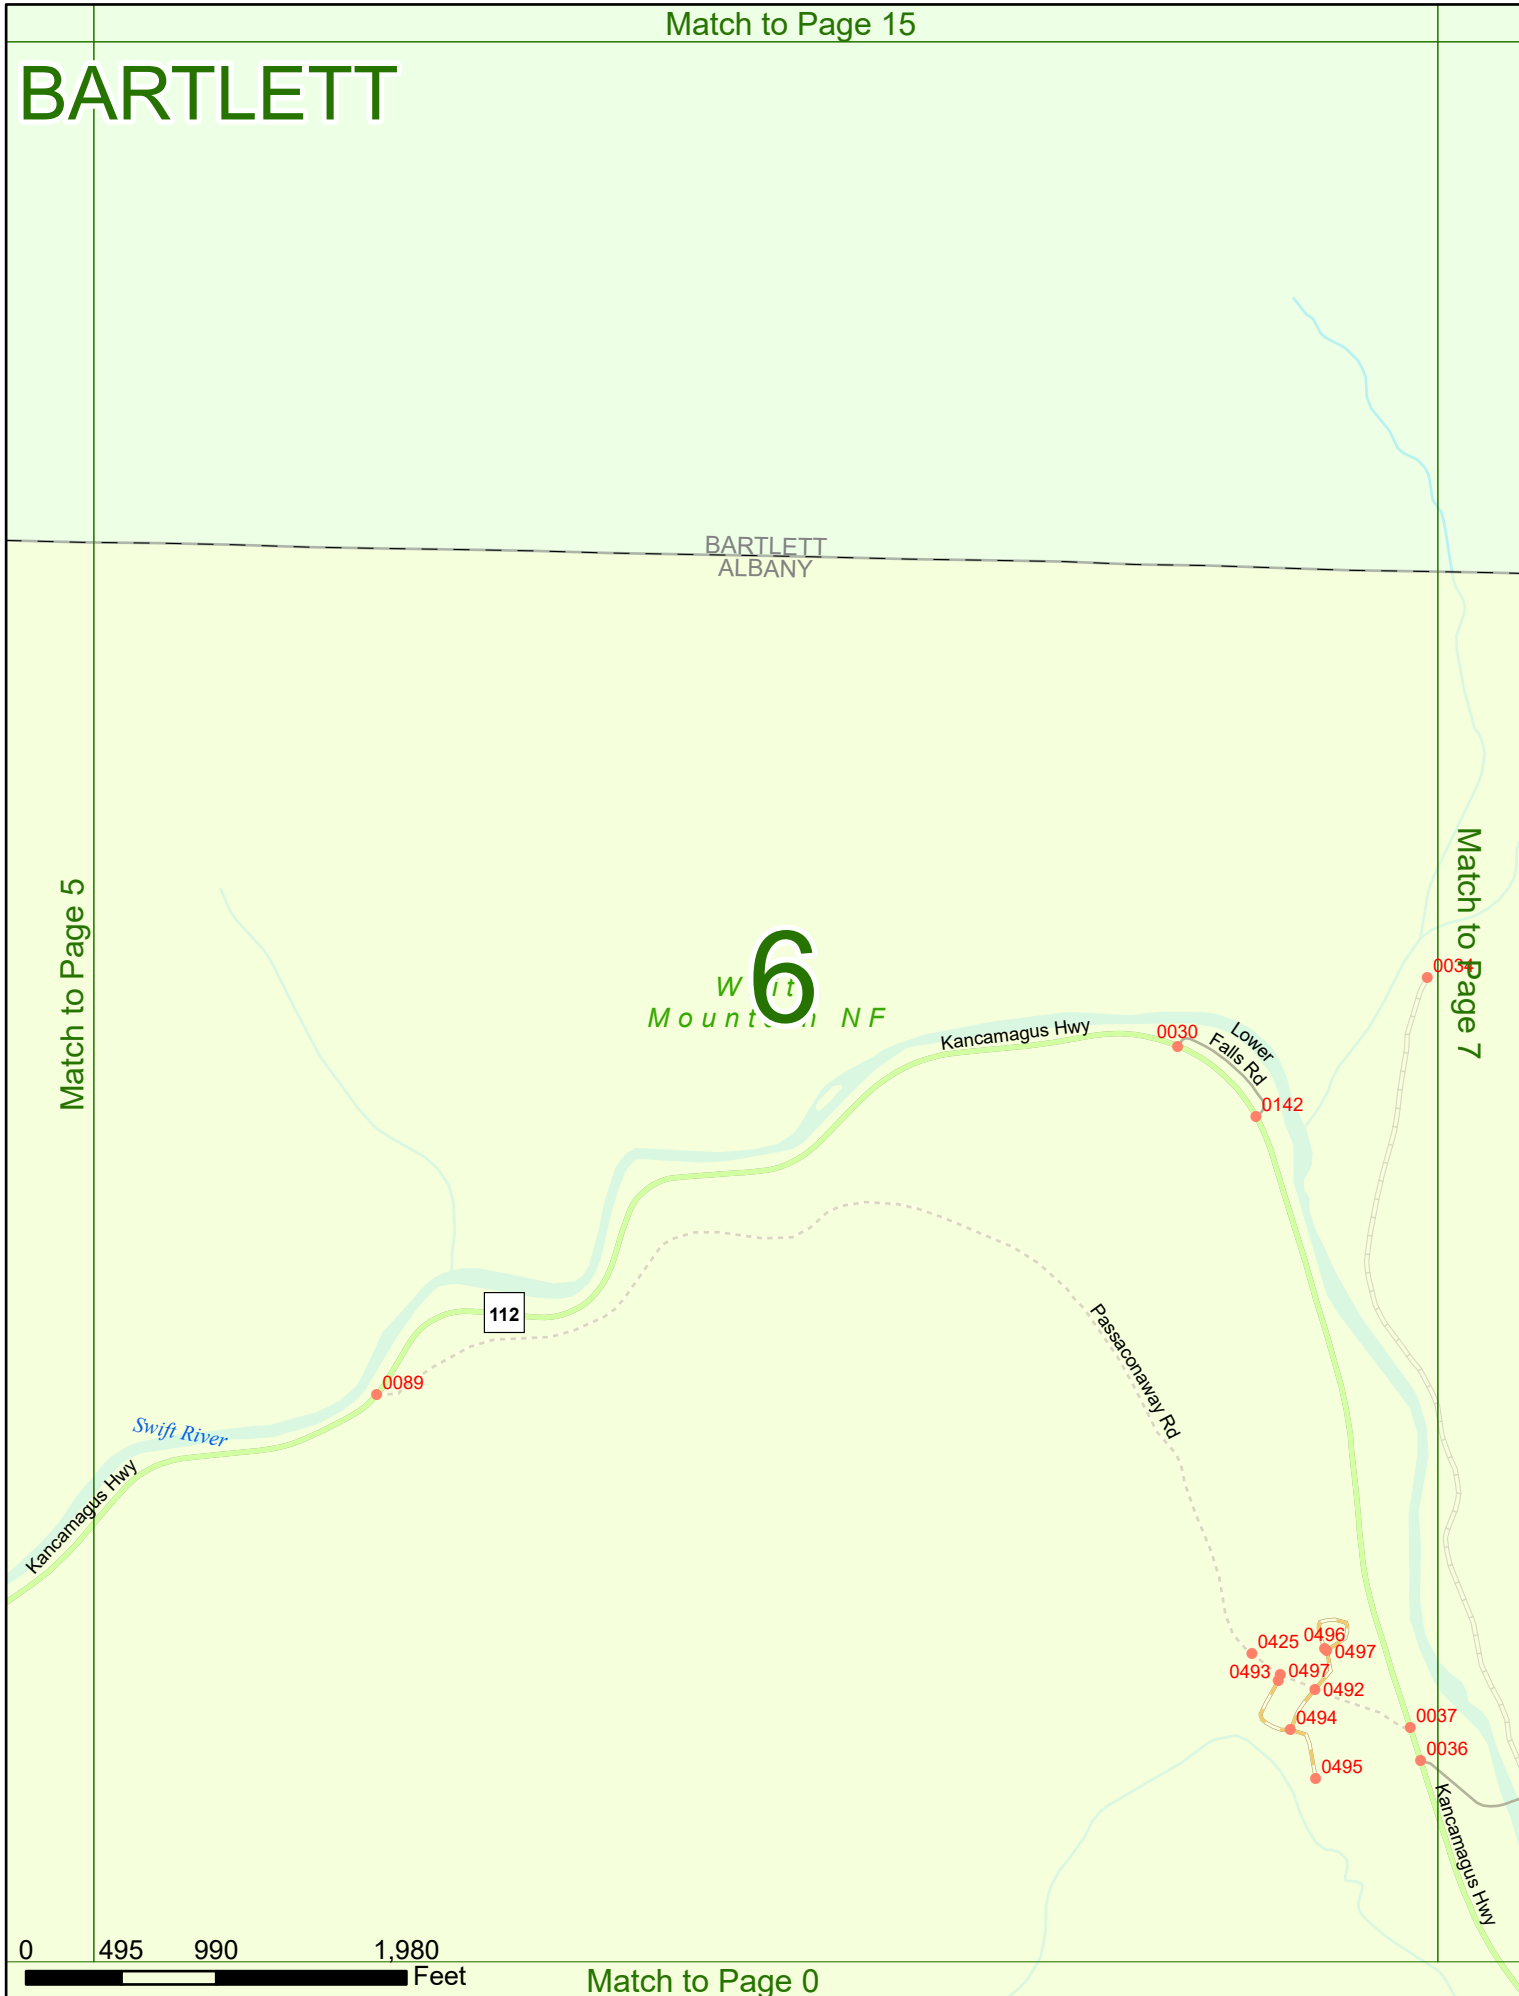 Match to Page 15
BARTLETT
BARTLETT
ALBANY
Match to Page 5
Match to Page 7
6
Mount n NF
0034
Kancamagus Hwy
0030
Lower
Falls Rd
0142
112
Passaconaway Rd
0089
Swift River
Kancamagus Hwy
0425
0496
0497
0493
0497
0492
0494
0037
0036
0495
Kancamagus Hwy
0 495 990 1,980
Feet
Match to Page 0